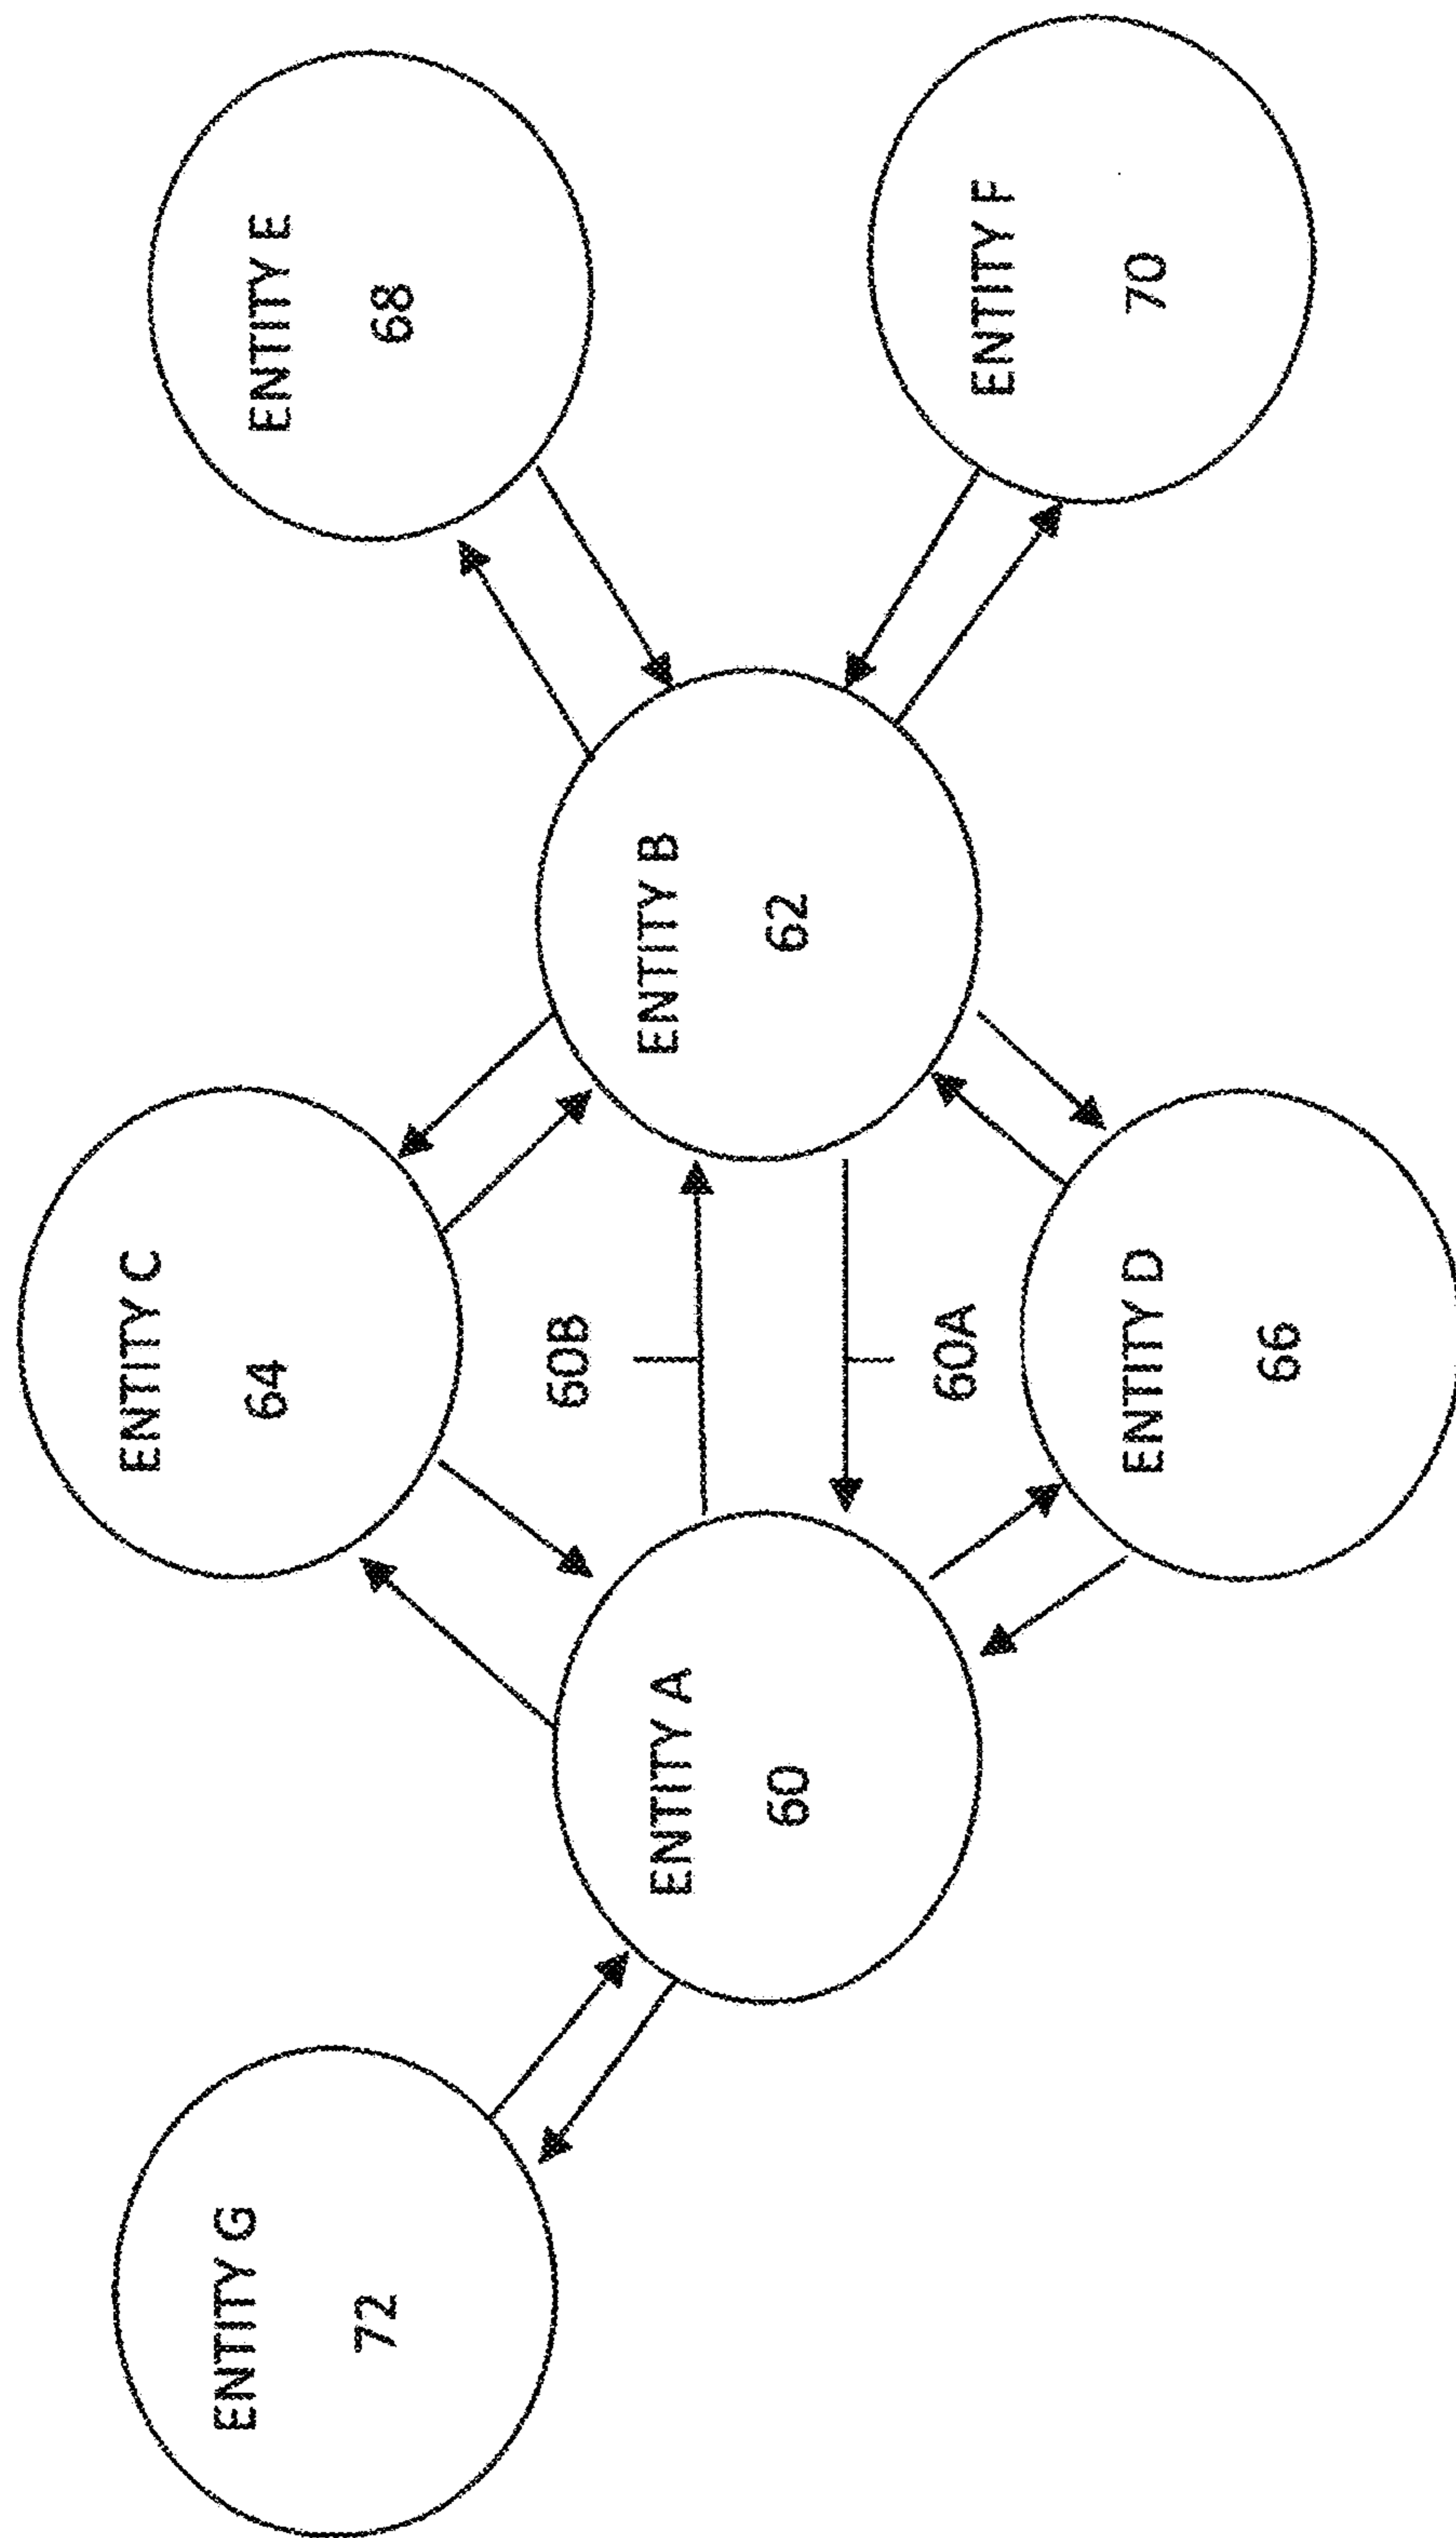 ENTITY G
72
ENTITY A
60
ENTITY C
64
60B
60A
ENTITY D
66
ENTITY B
62
ENTITY E
68
ENTITY F
70